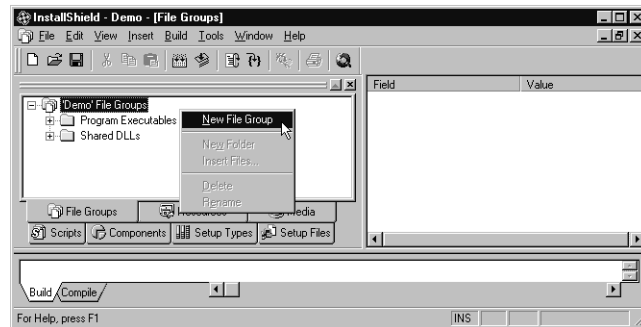 InstallShield - Demo - [File Groups]
File Edit View Insert Build Tools Window Help
Field Value
'Demo' File Groups
Program Executables
Shared DLLs
New File Group
New Folder
Insert Files...
Delete
Rename
File Groups Media
Scripts Components Setup Types Setup Files
Build Compile
For Help, press F1 INS